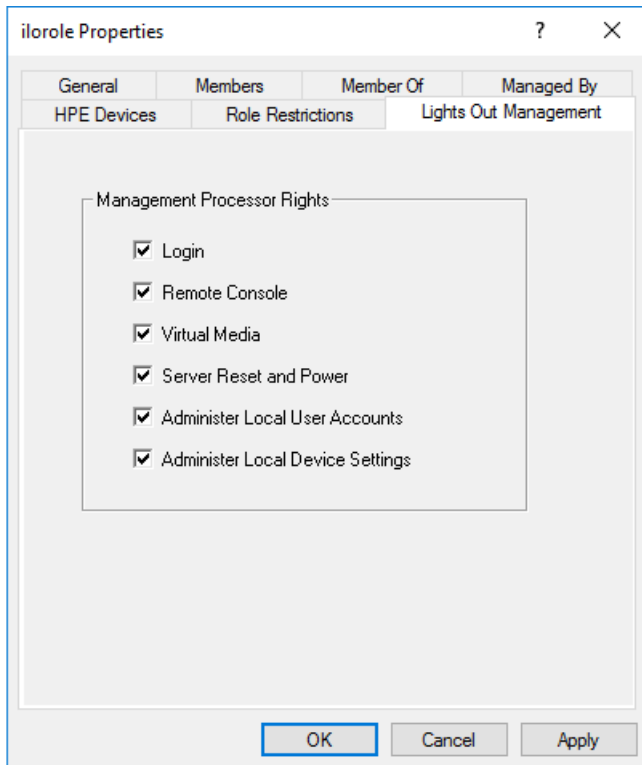 ilorole Properties ? ×
General Members Member Of Managed By
HPE Devices Role Restrictions Lights Out Management
Management Processor Rights
Login
Remote Console
Virtual Media
Server Reset and Power
Administer Local User Accounts
Administer Local Device Settings
OK Cancel Apply